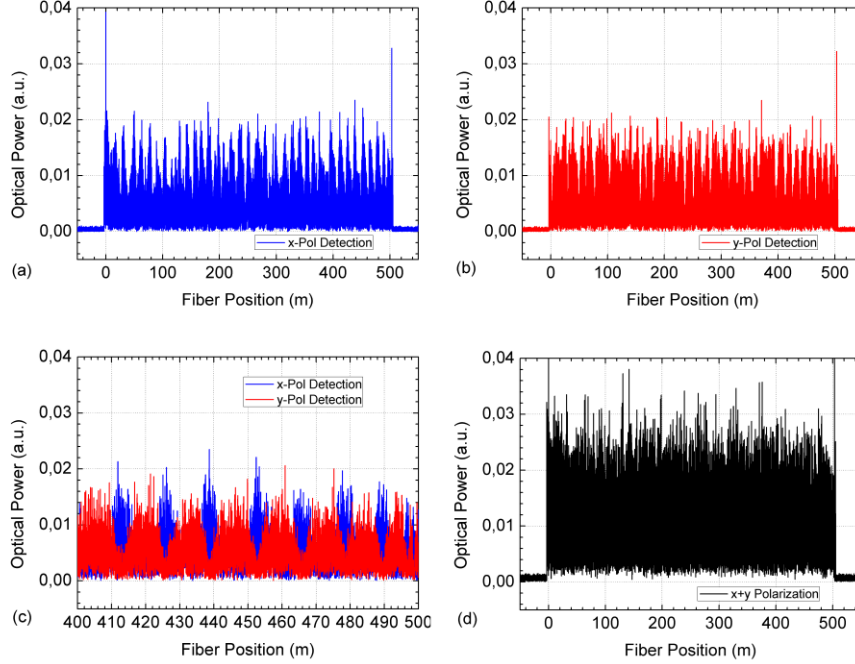 0,04
0,03
0,02
0,01
0,00
Optical Power (a.u.)
x-Pol Detection
0 100 200 300 400 500
(a)
Fiber Position (m)
0,04
0,03
0,02
0,01
0,00
Optical Power (a.u.)
y-Pol Detection
0 100 200 300 400 500
(b)
Fiber Position (m)
0,04
0,03
0,02
0,01
0,00
Optical Power (a.u.)
x-Pol Detection
y-Pol Detection
400 410 420 430 440 450 460 470 480 490 500
(c)
Fiber Position (m)
0,04
0,03
0,02
0,01
0,00
Optical Power (a.u.)
x+y Polarization
0 100 200 300 400 500
(d)
Fiber Position (m)